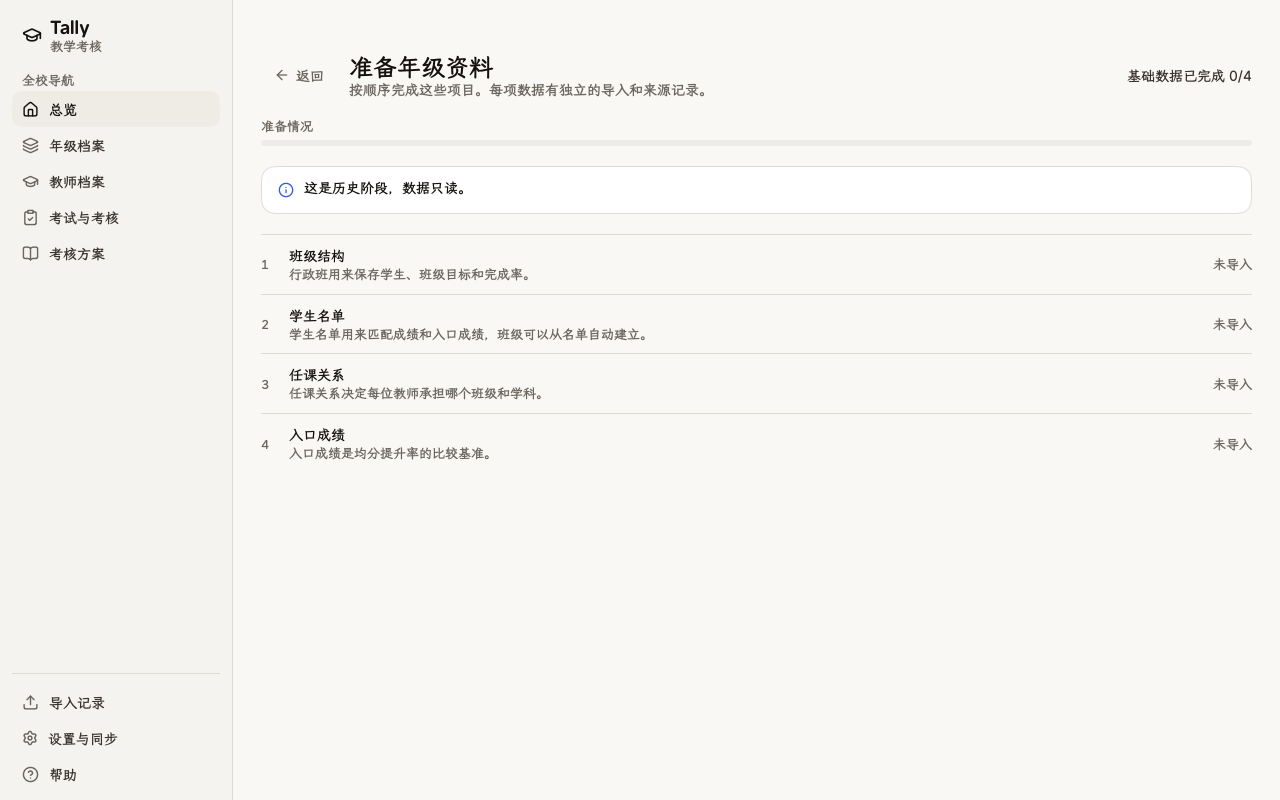 Tally
教学考核
全校导航
总览
年级档案
教师档案
考试与考核
考核方案
导入记录
设置与同步
帮助
返回
准备年级资料
按顺序完成这些项目。每项数据有独立的导入和来源记录。
基础数据已完成 0/4
准备情况
这是历史阶段，数据只读。
1
班级结构
行政班用来保存学生、班级目标和完成率。
未导入
2
学生名单
学生名单用来匹配成绩和入口成绩，班级可以从名单自动建立。
未导入
3
任课关系
任课关系决定每位教师承担哪个班级和学科。
未导入
4
入口成绩
入口成绩是均分提升率的比较基准。
未导入